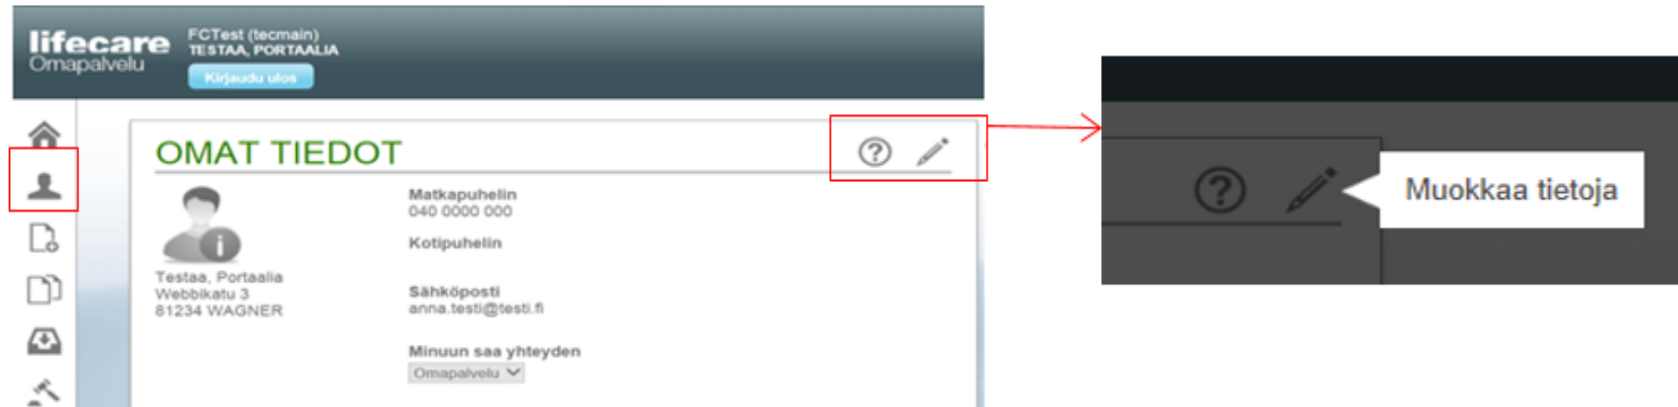 lifecare
Omapalvelu
FCTest (tecmain)
TESTAA, PORTAALIA
Kirjaudu ulos
OMAT TIEDOT
Testaa, Portaalia
Webbikatu 3
81234 WAGNER
Matkapuhelin
040 0000 000
Kotipuhelin
Sähköposti
anna.testi@testi.fi
Minuun saa yhteyden
Omapalvelu
Muokkaa tietoja